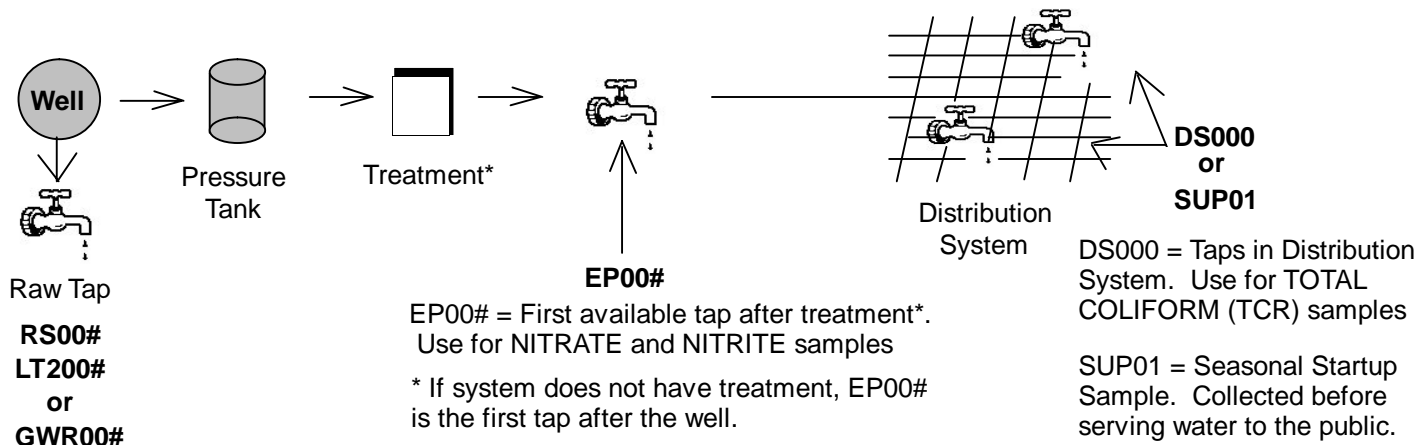 Well
Pressure
Tank
Treatment*
Raw Tap
RS00#
LT200#
or
GWR00#
EP00#
EP00# = First available tap after treatment*.
Use for NITRATE and NITRITE samples
* If system does not have treatment, EP00#
is the first tap after the well.
Distribution
System
DS000
or
SUP01
DS000 = Taps in Distribution
System.  Use for TOTAL
COLIFORM (TCR) samples
SUP01 = Seasonal Startup
Sample.  Collected before
serving water to the public.